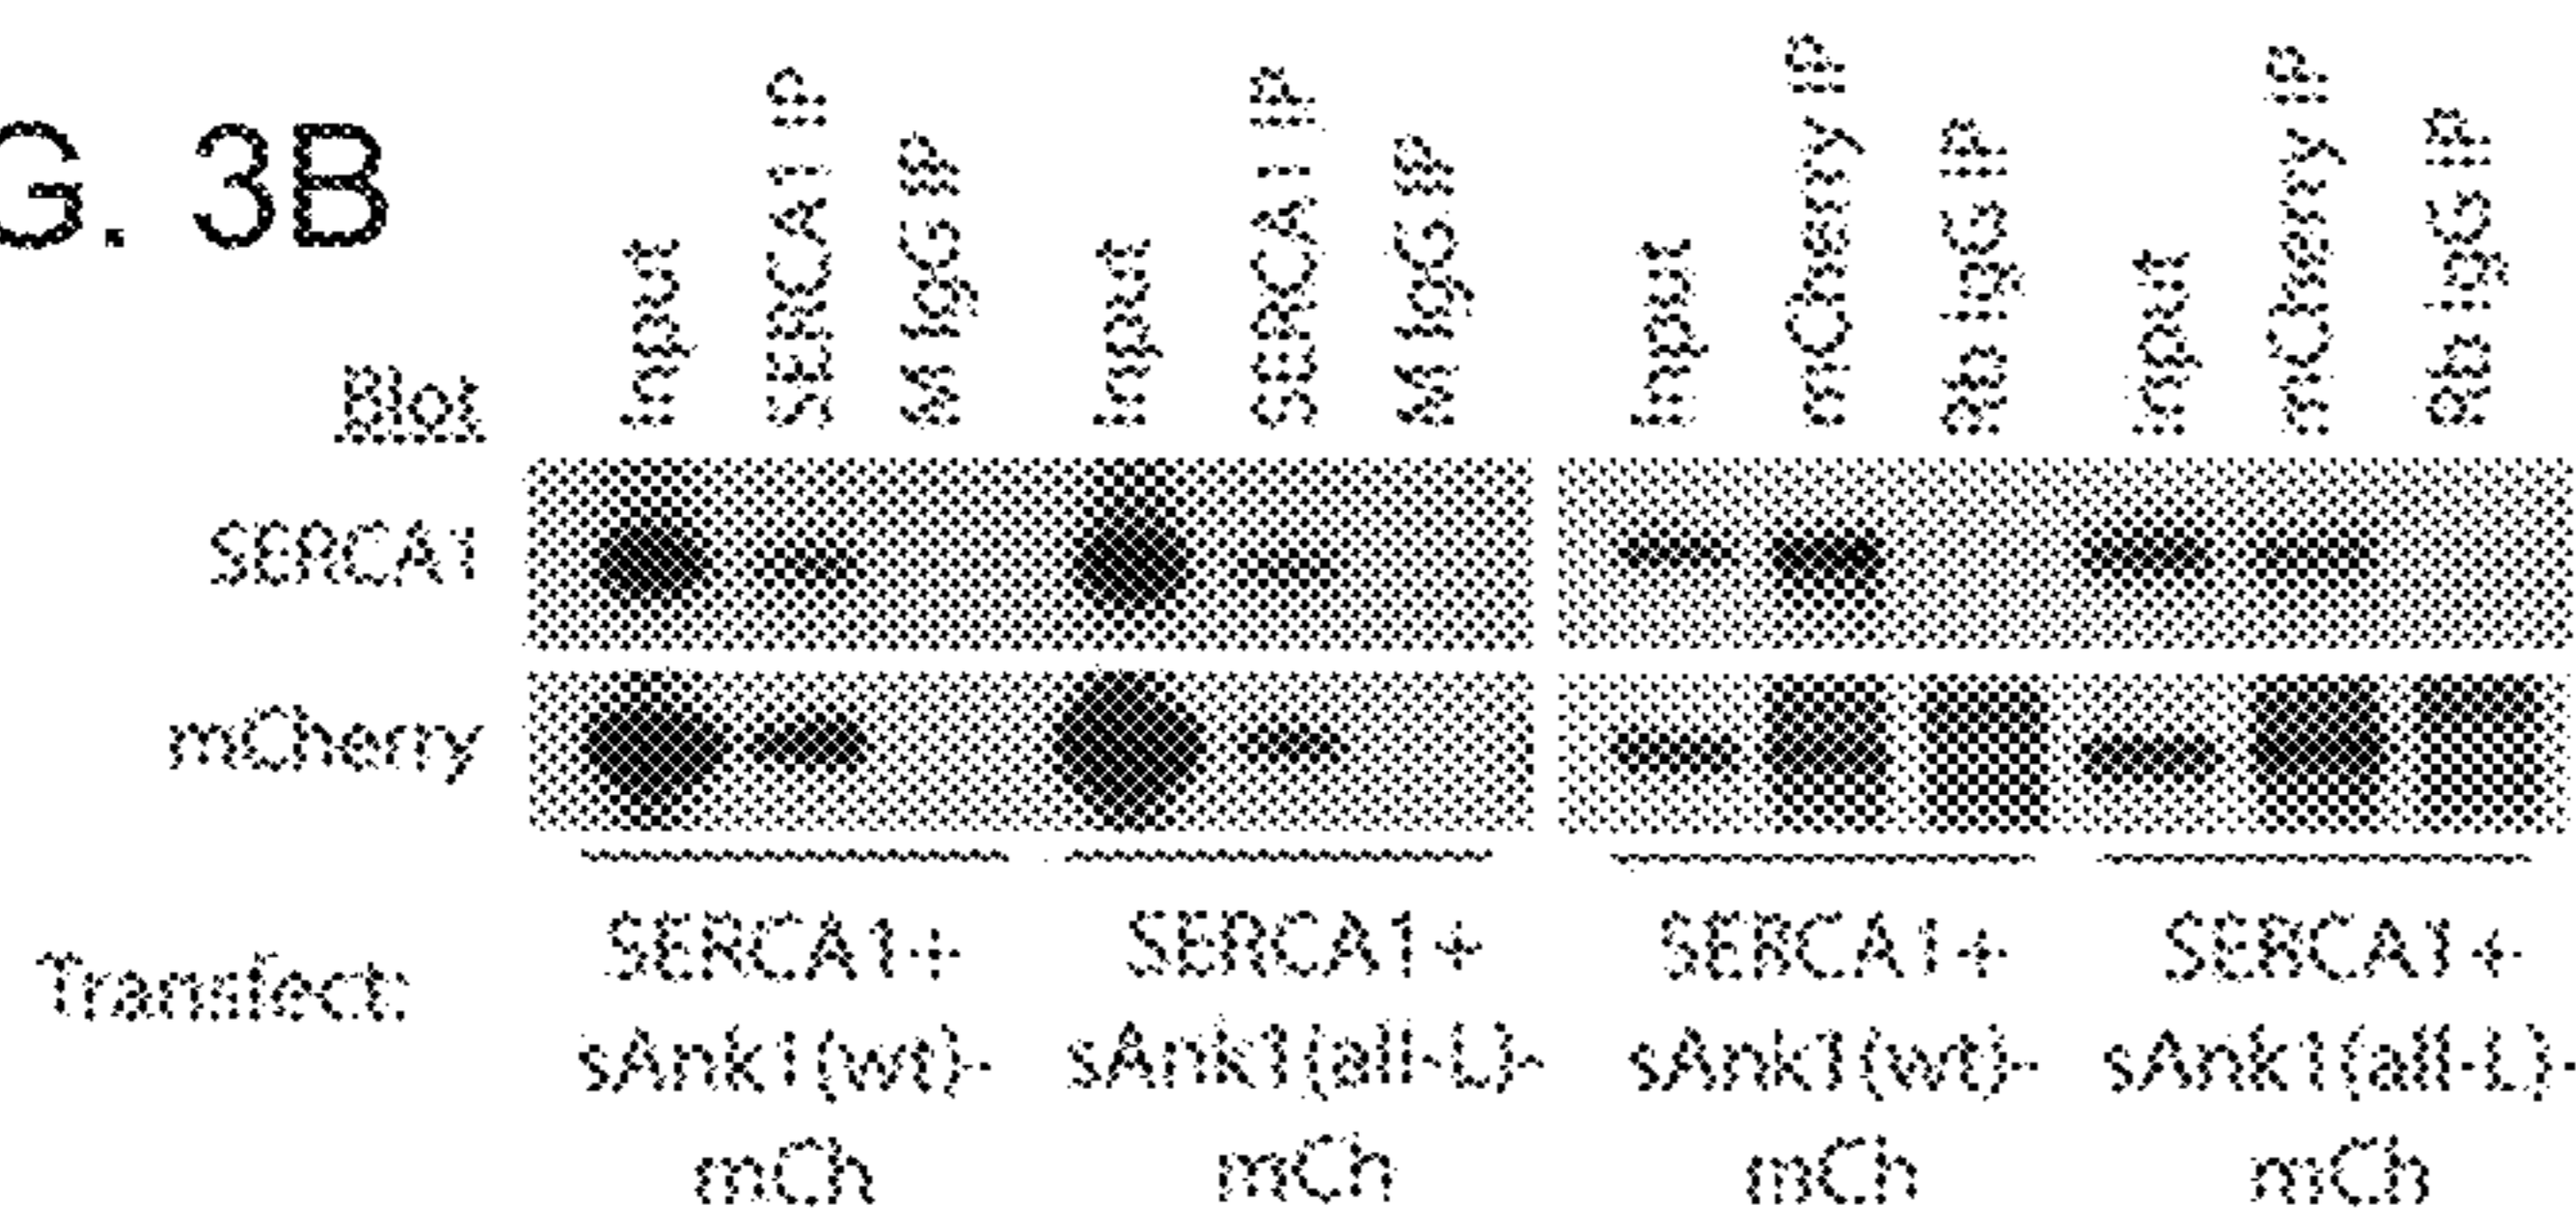 G. 3B
Input
SERCA1 IP
M IgG IP
Input
SERCA1 IP
M IgG IP
Input
mCherry IP
Rb IgG IP
Input
mCherry IP
Rb IgG IP
Blot
SERCA1
mCherry
Transfect:
SERCA1+
sAnk1(wt)-
mCh
SERCA1+
sAnk1(all-L)-
mCh
SERCA1+
sAnk1(wt)-
mCh
SERCA1+
sAnk1(all-L)-
mCh